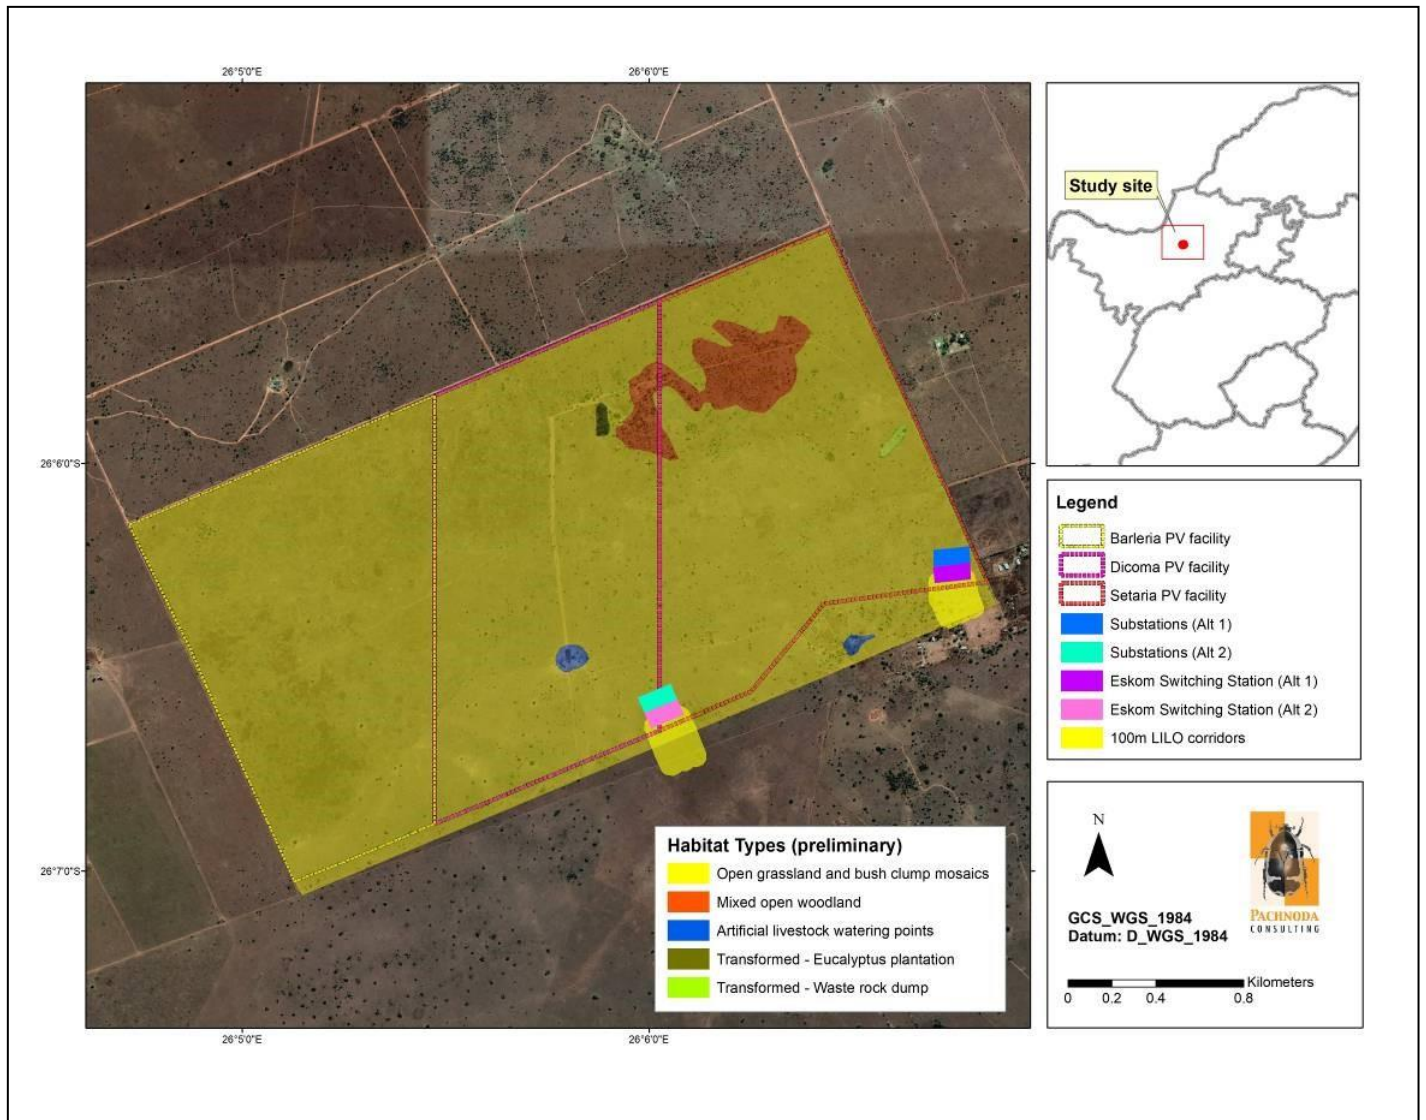 26°5'0"E
26°6'0"E
Study site
26°6'0"S
26°7'0"S
Legend
Barleria PV facility
Dicoma PV facility
Setaria PV facility
Substations (Alt 1)
Substations (Alt 2)
Eskom Switching Station (Alt 1)
Eskom Switching Station (Alt 2)
100m LILO corridors
Habitat Types (preliminary)
Open grassland and bush clump mosaics
Mixed open woodland
Artificial livestock watering points
Transformed - Eucalyptus plantation
Transformed - Waste rock dump
N
PACHNODA
CONSULTING
GCS_WGS_1984
Datum: D_WGS_1984
Kilometers
0 0.2 0.4 0.8
26°5'0"E
26°6'0"E